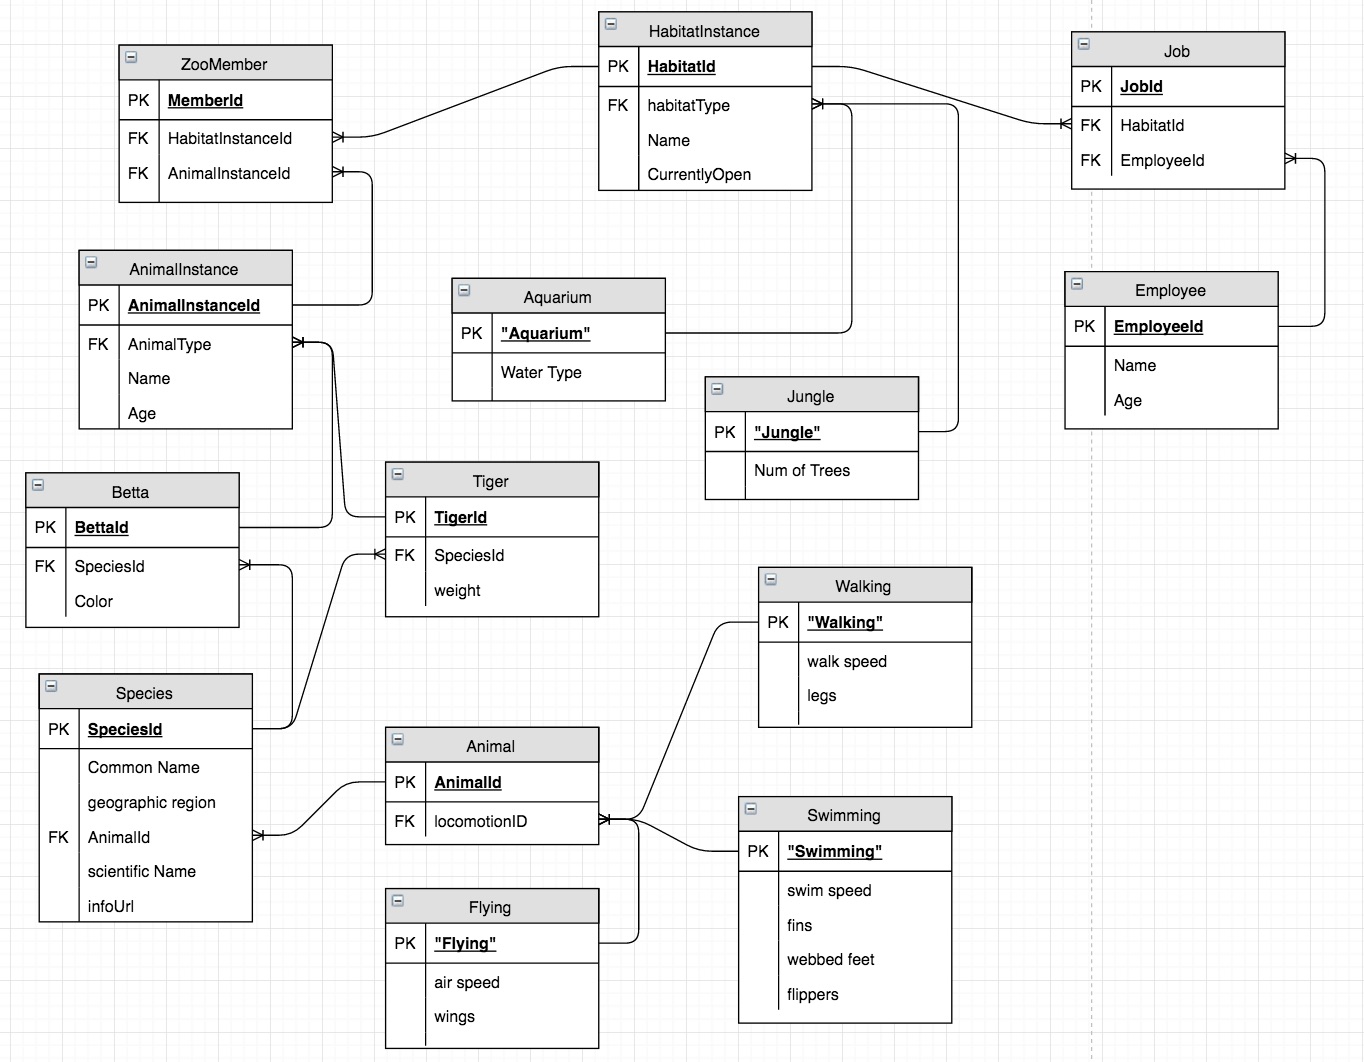 ZooMember
PK MemberId
FK HabitatInstanceId
FK AnimalInstanceId
HabitatInstance
PK HabitatId
FK habitatType
Name
CurrentlyOpen
Job
PK JobId
FK HabitatId
FK EmployeeId
AnimalInstance
PK AnimalInstanceId
FK AnimalType
Name
Age
Aquarium
PK "Aquarium"
Water Type
Employee
PK EmployeeId
Name
Age
Jungle
PK "Jungle"
Num of Trees
Betta
PK BettaId
FK SpeciesId
Color
Tiger
PK TigerId
FK SpeciesId
weight
Walking
PK "Walking"
walk speed
legs
Species
PK SpeciesId
Common Name
geographic region
FK AnimalId
scientific Name
infoUrl
Animal
PK AnimalId
FK locomotionID
Swimming
PK "Swimming"
swim speed
fins
webbed feet
flippers
Flying
PK "Flying"
air speed
wings